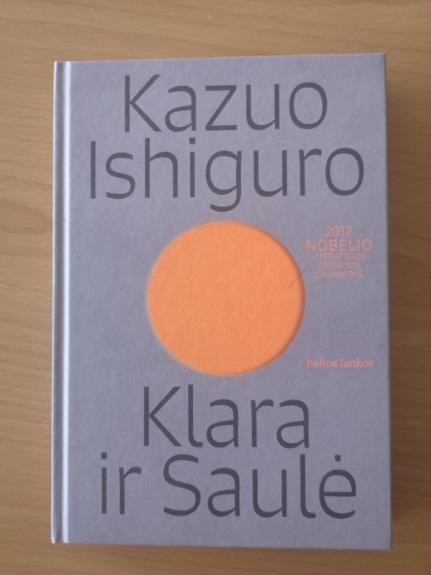 Kazuo
Ishiguro
2017
NOBELIO
LITERATŪROS
PREMIJOS
LAUREATAS
baltos lankos
Klara
ir Saulė